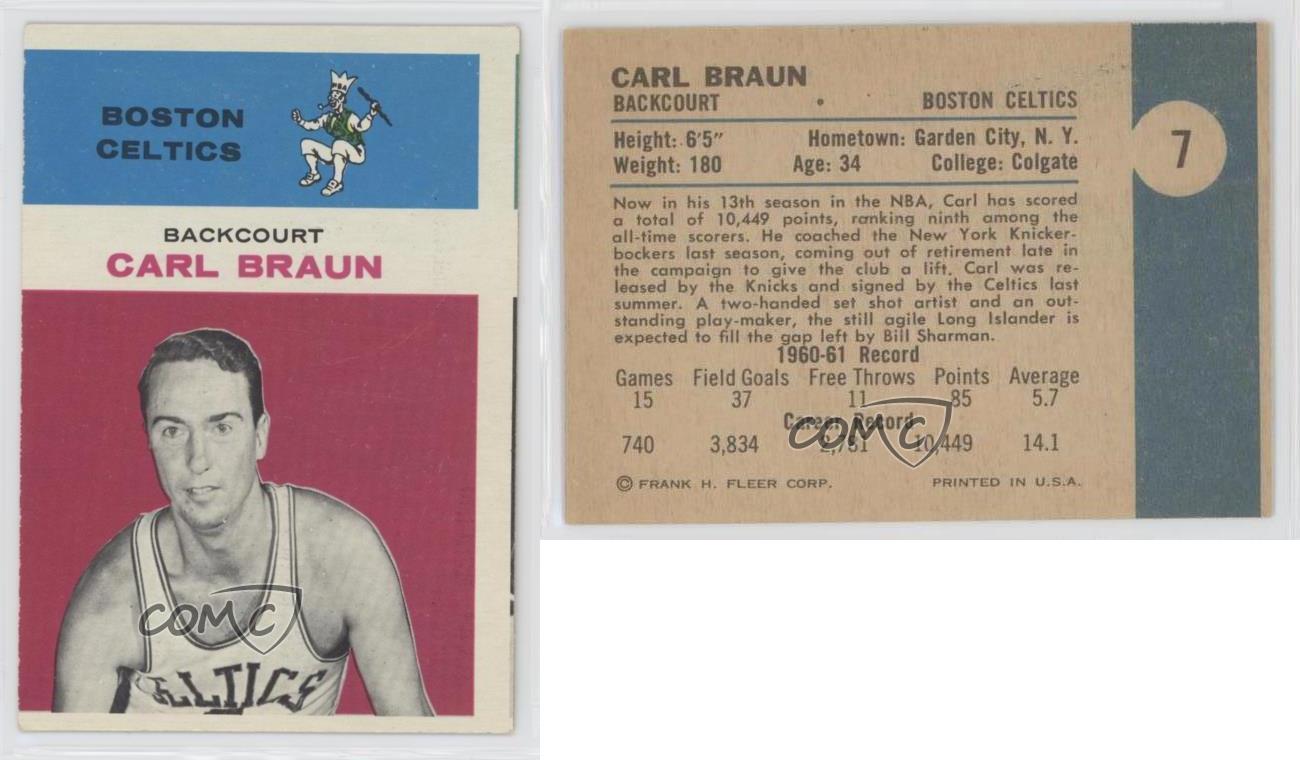 BOSTON
CELTICS
BACKCOURT
CARL BRAUN
CELTICS
COMC
CARL BRAUN
BACKCOURT • BOSTON CELTICS
Height: 6'5" Hometown: Garden City, N. Y.
Weight: 180 Age: 34 College: Colgate
7
Now in his 13th season in the NBA, Carl has scored
a total of 10,449 points, ranking ninth among the
all-time scorers. He coached the New York Knicker-
bockers last season, coming out of retirement late in
the campaign to give the club a lift. Carl was re-
leased by the Knicks and signed by the Celtics last
summer. A two-handed set shot artist and an out-
standing play-maker, the still agile Long Islander is
expected to fill the gap left by Bill Sharman.
1960-61 Record
Games Field Goals Free Throws Points Average
15 37 11 85 5.7
Career Record
740 3,834 2,781 10,449 14.1
COMC
© FRANK H. FLEER CORP. PRINTED IN U.S.A.